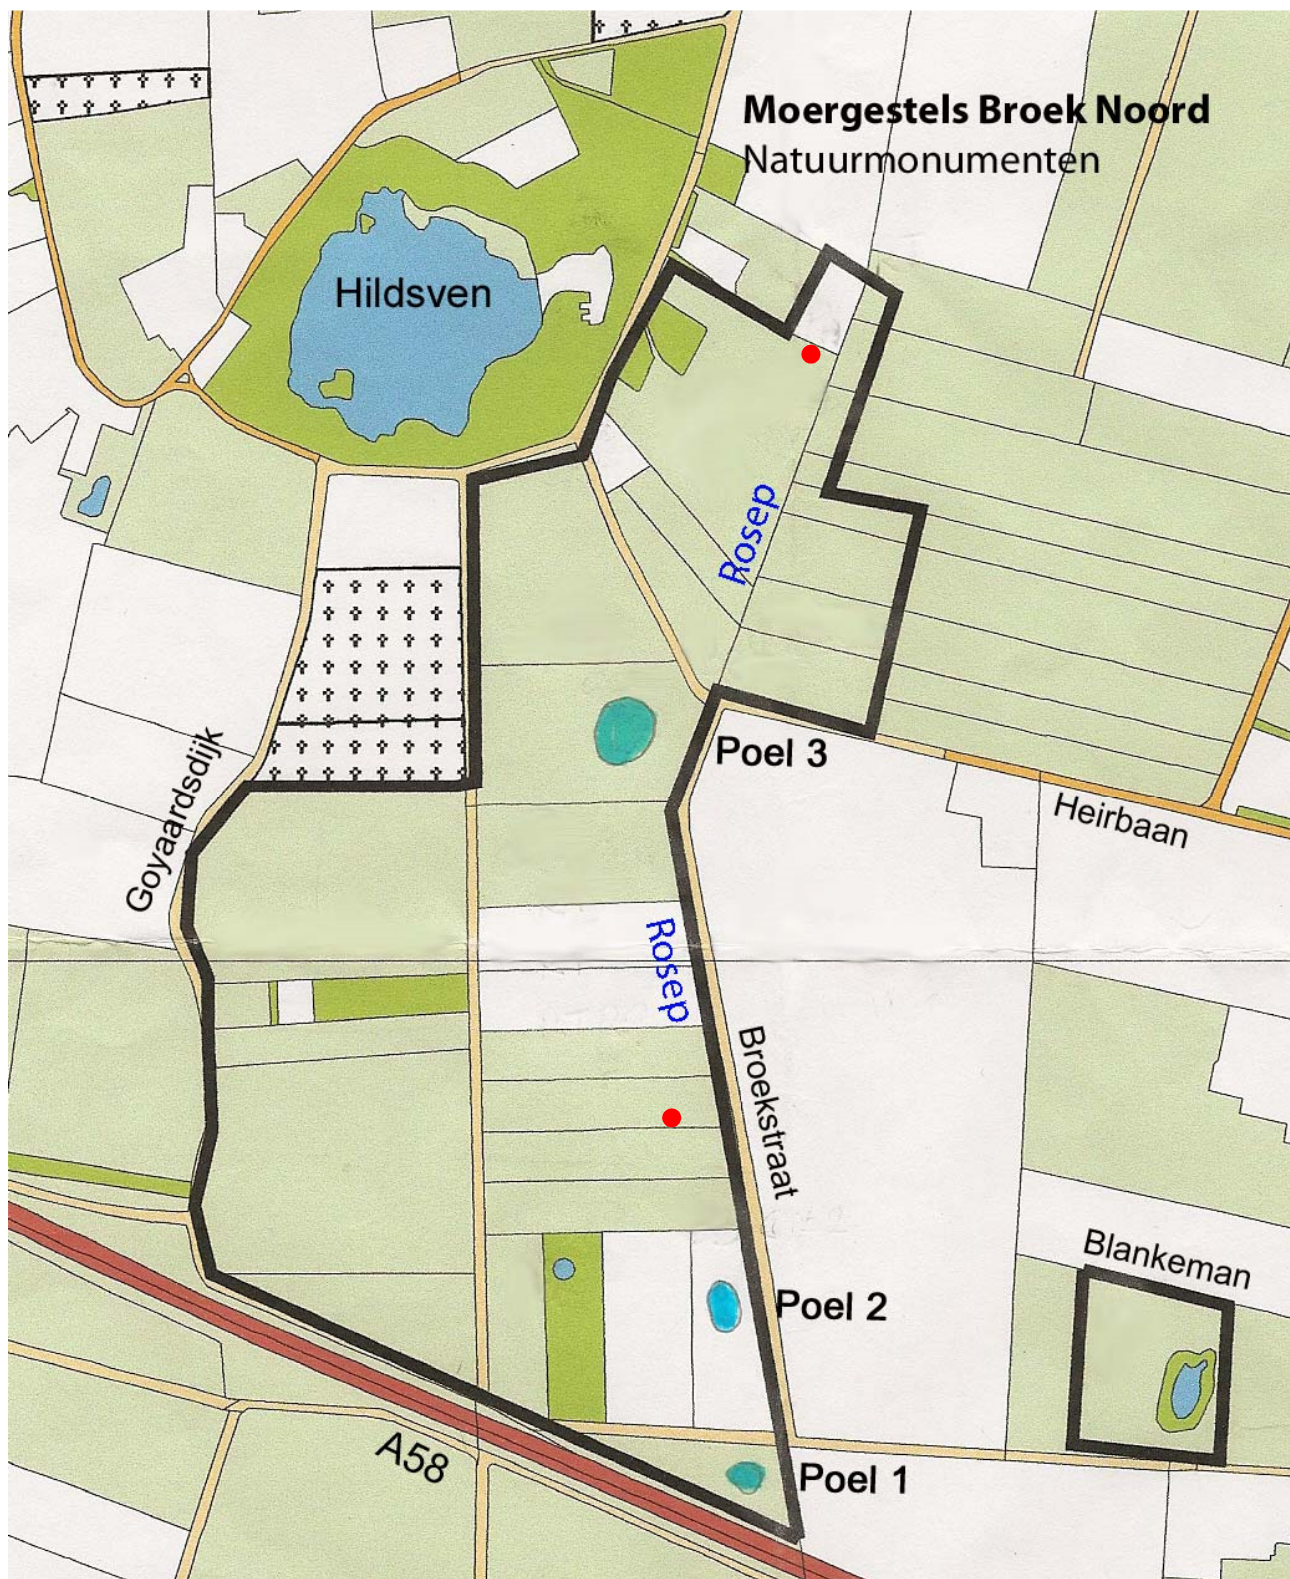 Moergestels Broek Noord
Natuurmonumenten
Hildsven
Rosep
Poel 3
Goyaardsdijk
Heirbaan
Rosep
Broekstraat
Blankeman
Poel 2
A58
Poel 1